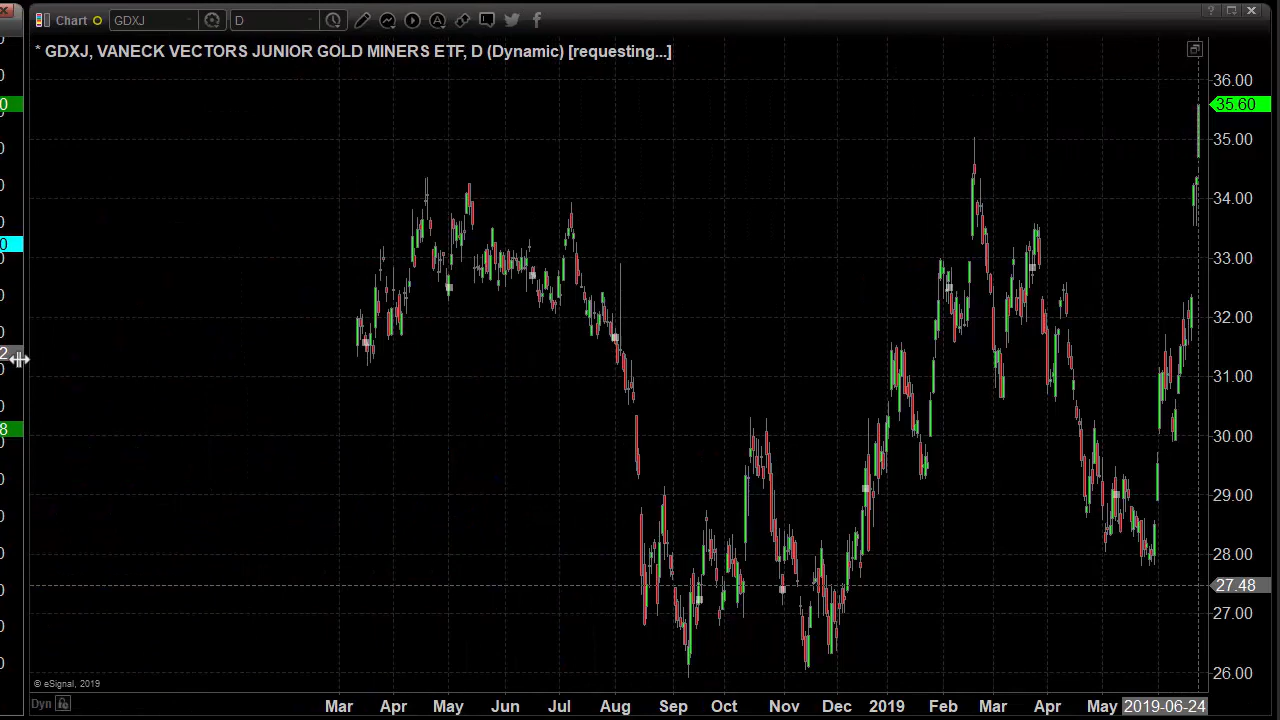 Chart GDXJ D
* GDXJ, VANECK VECTORS JUNIOR GOLD MINERS ETF, D (Dynamic) [requesting...]
36.00
35.60
35.00
34.00
33.00
32.00
31.00
30.00
29.00
28.00
27.48
27.00
26.00
© eSignal, 2019
Dyn
Mar Apr May Jun Jul Aug Sep Oct Nov Dec 2019 Feb Mar Apr May 2019-06-24